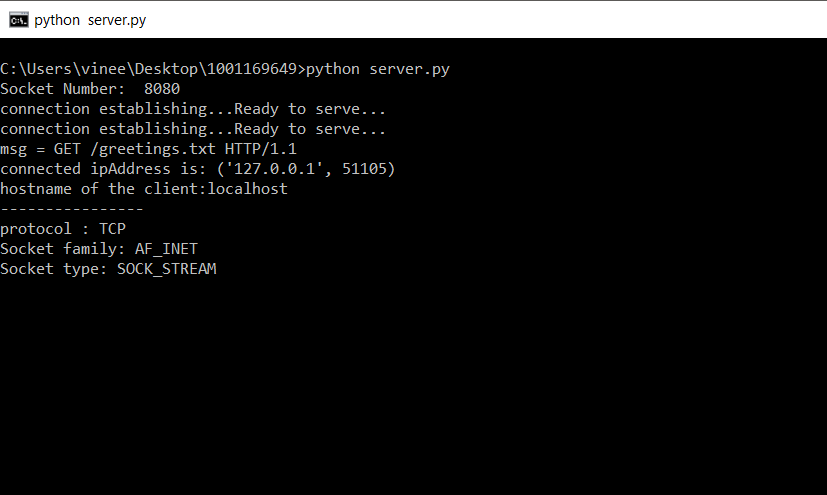 python  server.py
C:\Users\vinee\Desktop\1001169649>python server.py
Socket Number:  8080
connection establishing...Ready to serve...
connection establishing...Ready to serve...
msg = GET /greetings.txt HTTP/1.1
connected ipAddress is: ('127.0.0.1', 51105)
hostname of the client:localhost
----------------
protocol : TCP
Socket family: AF_INET
Socket type: SOCK_STREAM